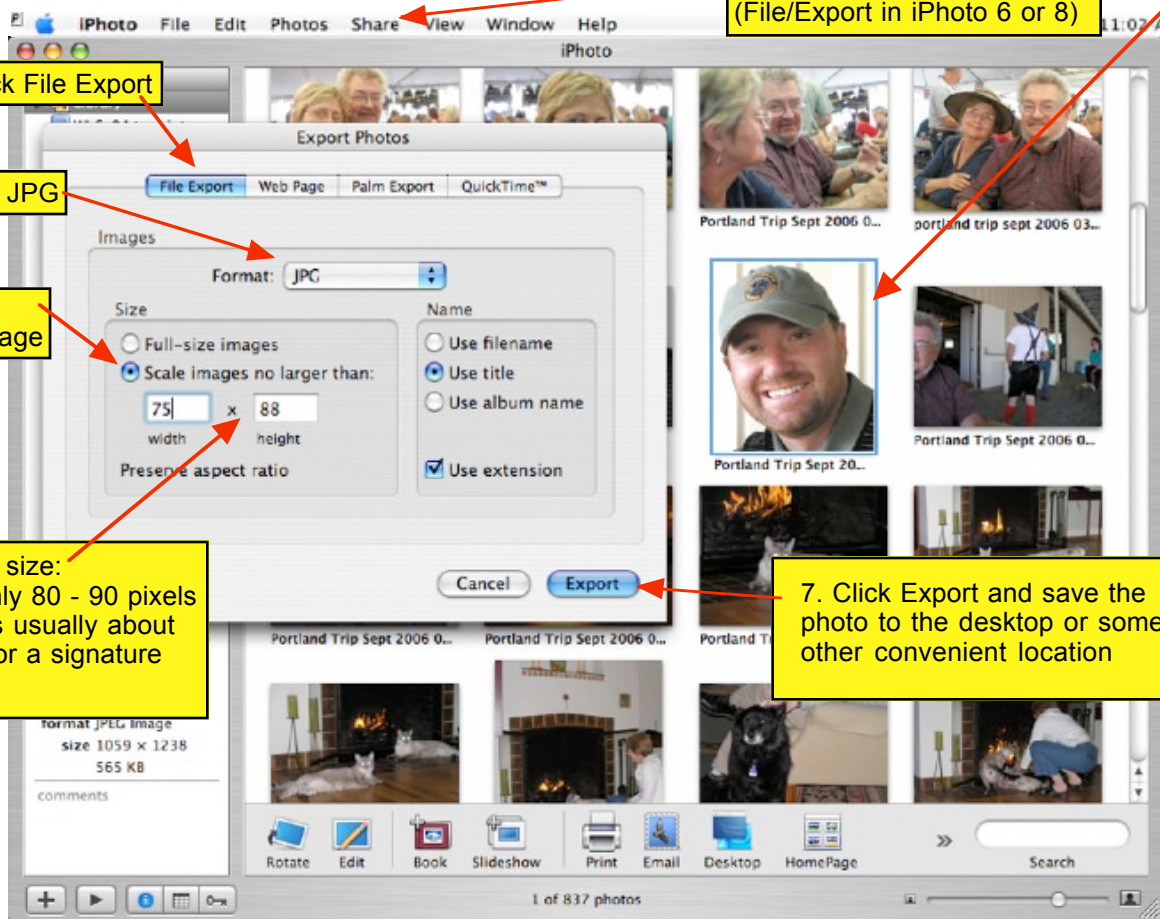 iPhoto File Edit Photos Share View Window Help
(File/Export in iPhoto 6 or 8)
11:02
iPhoto
File Export
Export Photos
File Export Web Page Palm Export QuickTime™
JPG
Images
Format: JPG
Size
Full-size images
Scale images no larger than:
75 x 88
width height
Preserve aspect ratio
Name
Use filename
Use title
Use album name
Use extension
Cancel Export
size:
80 - 90 pixels
usually about
a signature
7. Click Export and save the
photo to the desktop or some
other convenient location
Portland Trip Sept 2006 0...
portland trip sept 2006 03...
Portland Trip Sept 20...
Portland Trip Sept 2006 0...
Portland Trip Sept 2006 0...
Portland Trip Sept 2006 0...
format JPEG Image
size 1059 × 1238
565 KB
comments
Rotate Edit Book Slideshow Print Email Desktop HomePage Search
1 of 837 photos